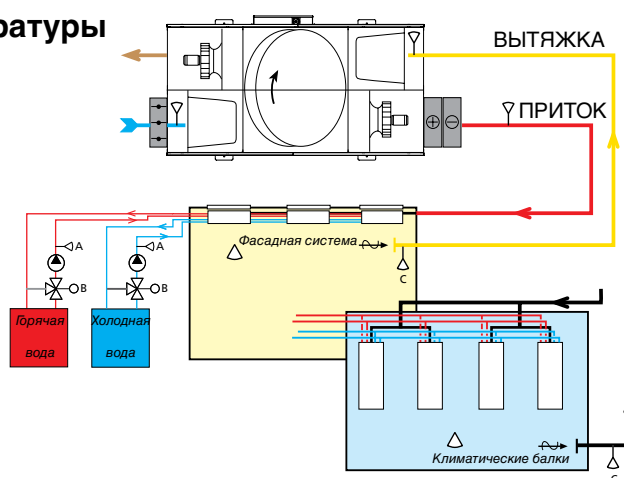 ратуры
ВЫТЯЖКА
ПРИТОК
Фасадная система
A
A
B
B
C
Горячая
вода
Холодная
вода
Климатические балки